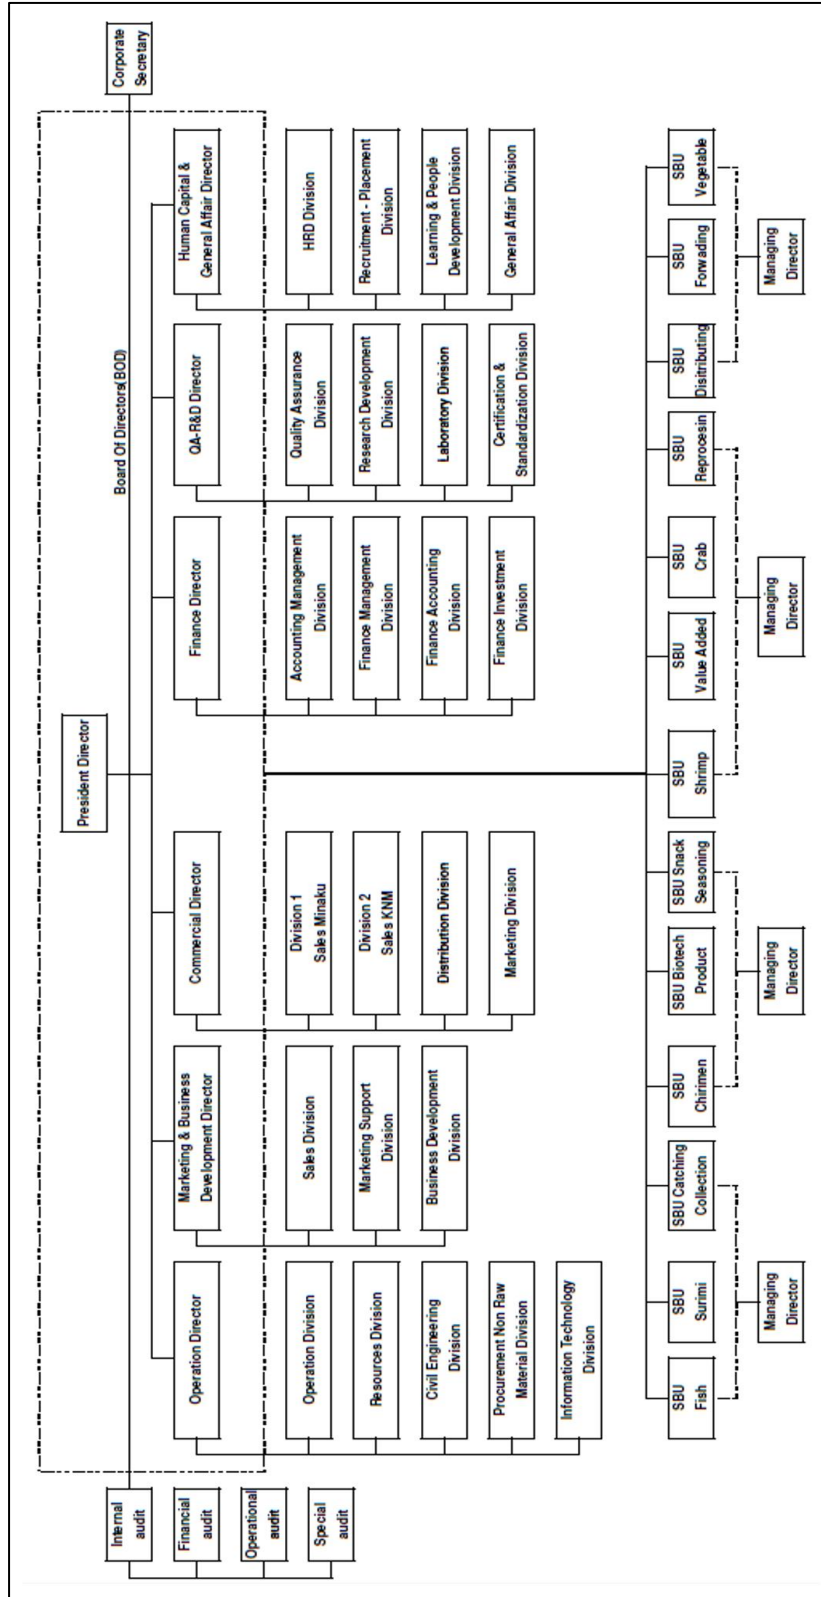 President Director
Board Of Directors(BOD)
Corporate
Secretary
Internal
audit
Financial
audit
Operational
audit
Special
audit
Operation Director
Operation Division
Resources Division
Civil Engineering
Division
Procurement Non Raw
Material Division
Information Technology
Division
Marketing & Business
Development Director
Sales Division
Marketing Support
Division
Business Development
Division
Commercial Director
Division 1
Sales Minaku
Division 2
Sales KNM
Distribution Division
Marketing Division
Finance Director
Accounting Management
Division
Finance Management
Division
Finance Accounting
Division
Finance Investment
Division
QA-R&D Director
Quality Assurance
Division
Research Development
Division
Laboratory Division
Certification &
Standardization Division
Human Capital &
General Affair Director
HRD Division
Recruitment - Placement
Division
Learning & People
Development Division
General Affair Division
SBU
Fish
SBU
Surimi
SBU Catching
Collection
Managing
Director
SBU
Chirimen
SBU Biotech
Product
SBU Snack
Seasoning
Managing
Director
SBU
Shrimp
SBU
Value Added
SBU
Crab
SBU
Reprocesin
Managing
Director
SBU
Disitributing
SBU
Forwading
SBU
Vegetable
Managing
Director